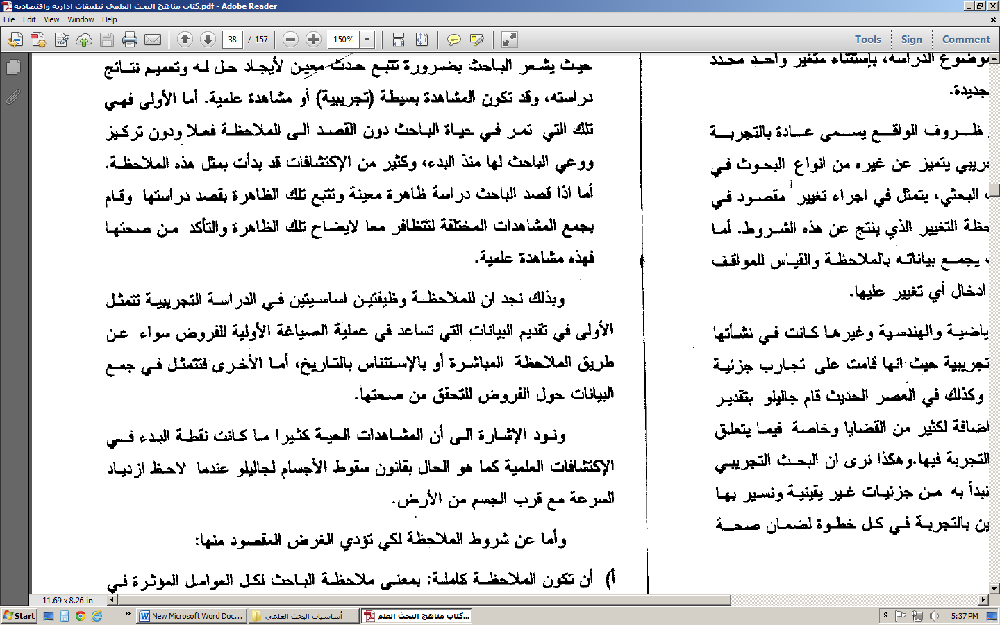 كتاب مناهج البحث العلمي تطبيقات ادارية واقتصادية.pdf - Adobe Reader
File Edit View Window Help
38 / 157 150% Tools Sign Comment
حيث يشعر الباحث بضرورة تتبع حدث معين لأيجاد حل له وتعميم نتائج
دراسته، وقد تكون المشاهدة بسيطة (تجريبية) أو مشاهدة علمية. أما الأولى فهي
تلك التي تمر في حياة الباحث دون القصد الى الملاحظة فعلا ودون تركيز
ووعي الباحث لها منذ البدء، وكثير من الإكتشافات قد بدأت بمثل هذه الملاحظة.
أما اذا قصد الباحث دراسة ظاهرة معينة وتتبع تلك الظاهرة بقصد دراستها وقام
بجمع المشاهدات المختلفة لتتظافر معا لايضاح تلك الظاهرة والتأكد من صحتها
فهذه مشاهدة علمية.
وبذلك نجد ان للملاحظة وظيفتين اساسيتين في الدراسة التجريبية تتمثل
الأولى في تقديم البيانات التي تساعد في عملية الصياغة الأولية للفروض سواء عن
طريق الملاحظة المباشرة أو بالإستئناس بالتاريخ، أما الأخرى فتتمثل في جمع
البيانات حول الفروض للتحقق من صحتها.
ونود الإشارة الى أن المشاهدات الحية كثيرا ما كانت نقطة البدء في
الإكتشافات العلمية كما هو الحال بقانون سقوط الأجسام لجاليلو عندما لاحظ ازدياد
السرعة مع قرب الجسم من الأرض.
وأما عن شروط الملاحظة لكي تؤدي الغرض المقصود منها:
أ) أن تكون الملاحظة كاملة: بمعنى ملاحظة الباحث لكل العوامل المؤثرة في
موضوع الدراسة، بإستثناء متغير واحد محدد
جديدة.
ظروف الواقع يسمى عادة بالتجربة
جريبي يتميز عن غيره من انواع البحوث في
البحثي، يتمثل في اجراء تغيير مقصود في
حظة التغيير الذي ينتج عن هذه الشروط. أما
يجمع بياناته بالملاحظة والقياس للمواقف
ادخال أي تغيير عليها.
ياضية والهندسية وغيرها كانت في نشأتها
تجريبية حيث انها قامت على تجارب جزئية
وكذلك في العصر الحديث قام جاليلو بتقدير
اضافة لكثير من القضايا وخاصة فيما يتعلق
التجربة فيها.وهكذا نرى ان البحث التجريبي
نبدأ به من جزئيات غير يقينية ونسير بها
ين بالتجربة في كل خطوة لضمان صحة
11.69 x 8.26 in
Start » New Microsoft Word Doc... أساسيات البحث العلمي كتاب مناهج البحث العلم... 5:37 PM